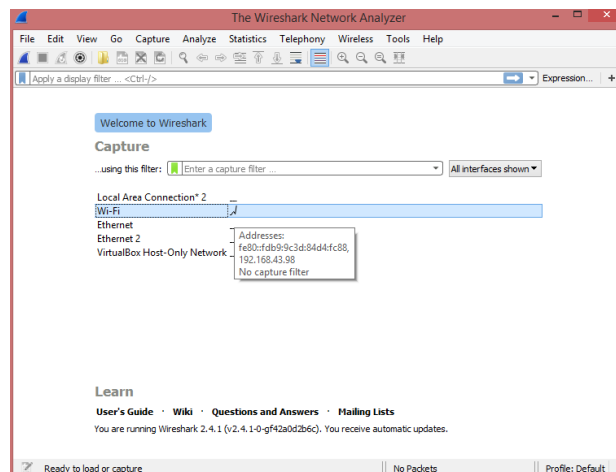 The Wireshark Network Analyzer
File Edit View Go Capture Analyze Statistics Telephony Wireless Tools Help
Apply a display filter ... <Ctrl-/> Expression... +
Welcome to Wireshark
Capture
...using this filter: Enter a capture filter ... All interfaces shown
Local Area Connection* 2
Wi-Fi
Ethernet
Ethernet 2
VirtualBox Host-Only Network
Addresses:
fe80::fdb9:9c3d:84d4:fc88,
192.168.43.98
No capture filter
Learn
User's Guide · Wiki · Questions and Answers · Mailing Lists
You are running Wireshark 2.4.1 (v2.4.1-0-gf42a0d2b6c). You receive automatic updates.
Ready to load or capture No Packets Profile: Default